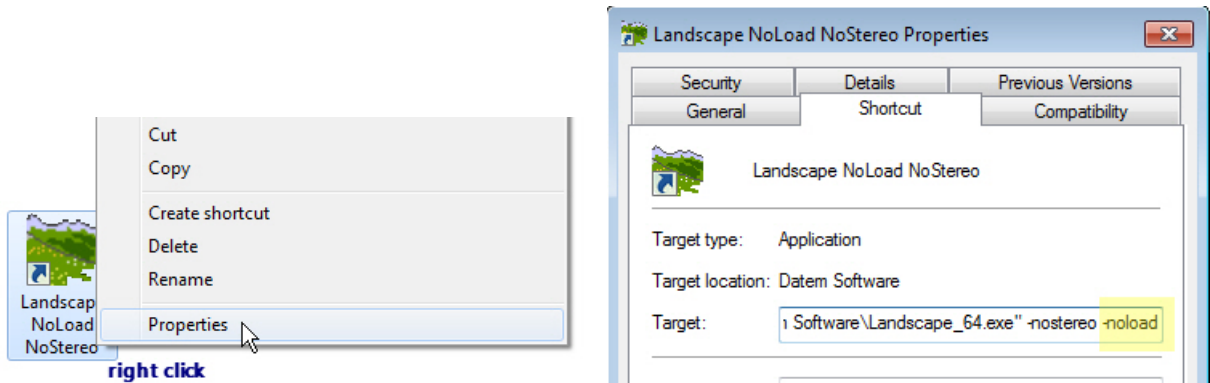 Cut
Copy
Create shortcut
Delete
Rename
Properties
Landscap
NoLoad
NoStereo
right click
Landscape NoLoad NoStereo Properties
Security Details Previous Versions
General Shortcut Compatibility
Landscape NoLoad NoStereo
Target type: Application
Target location: Datem Software
Target: Software\Landscape_64.exe" -nostereo -noload